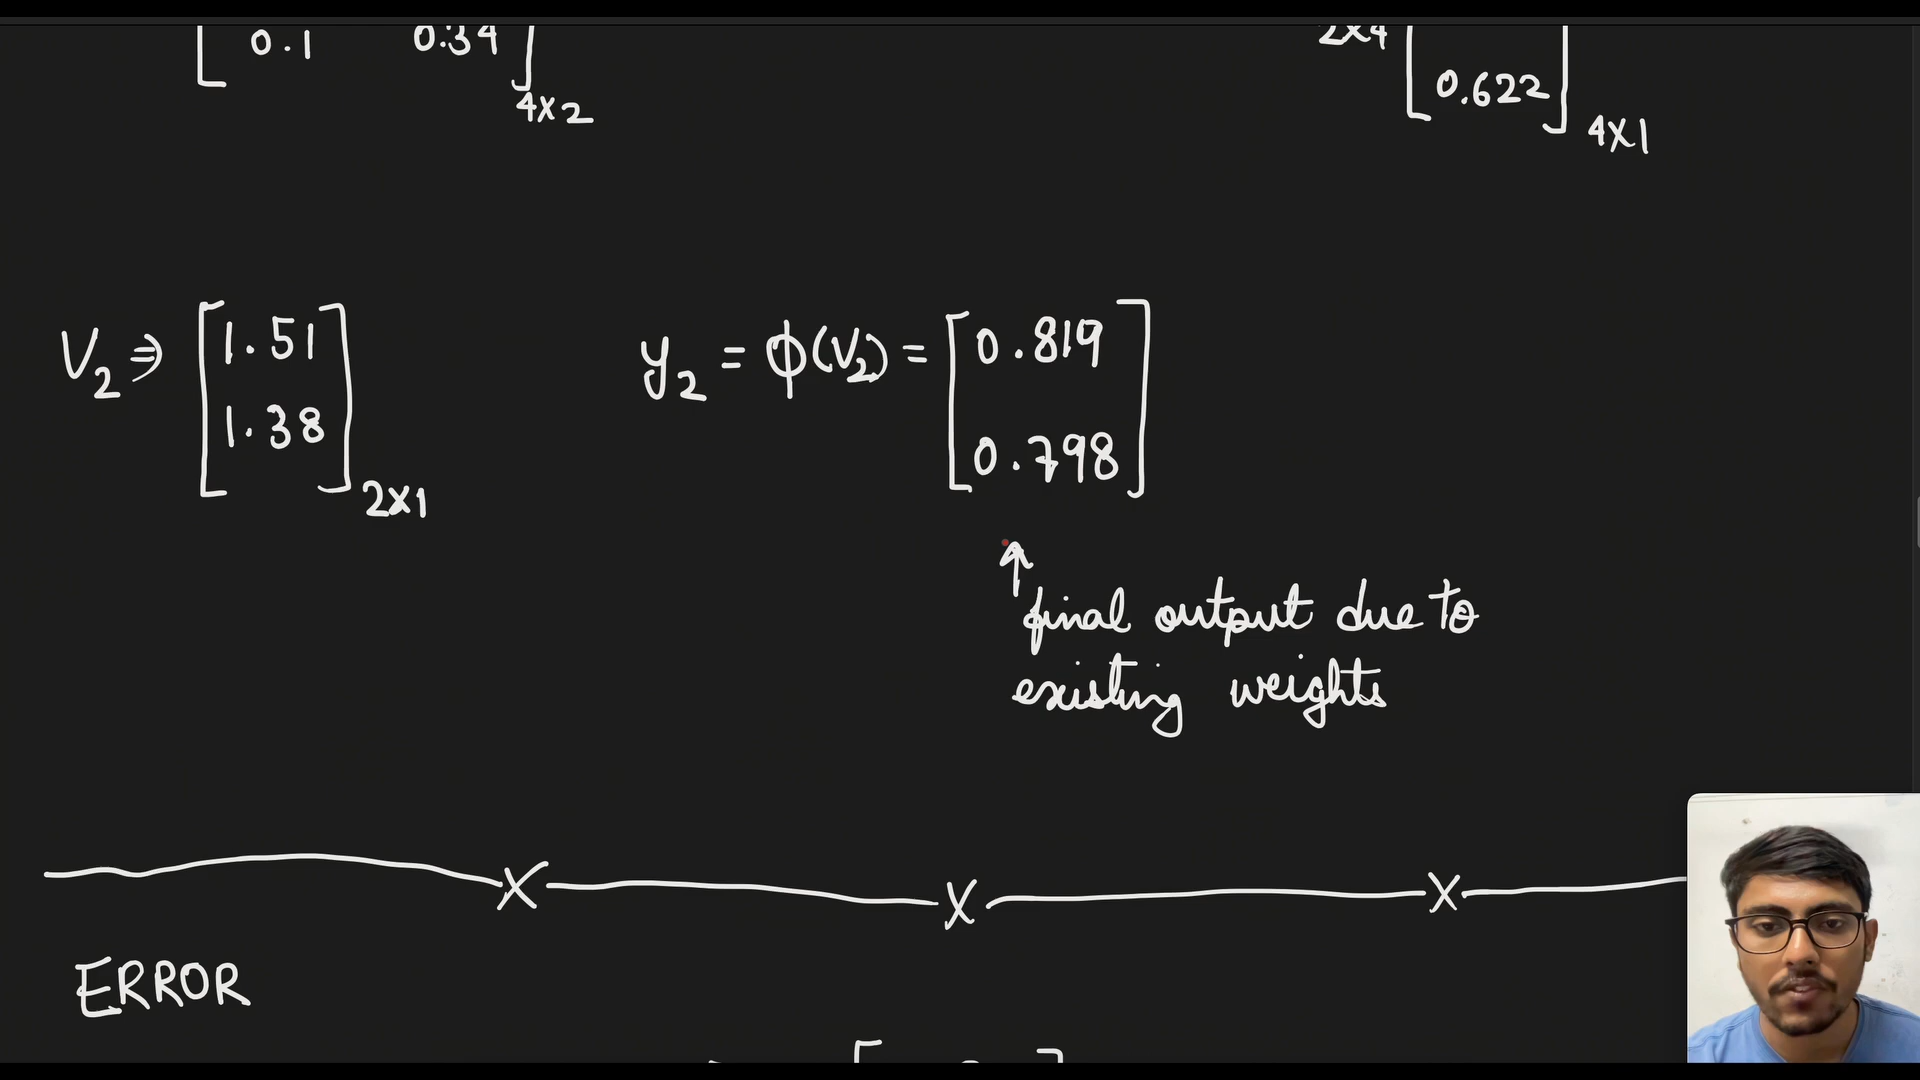 0.1 0.34
4x2
2x4
0.622
4x1
V₂ ⇒ [1.51
1.38]
2x1
y₂ = ϕ(V₂) = [0.819
0.798]
↑
final output due to
existing weights
x x x
ERROR